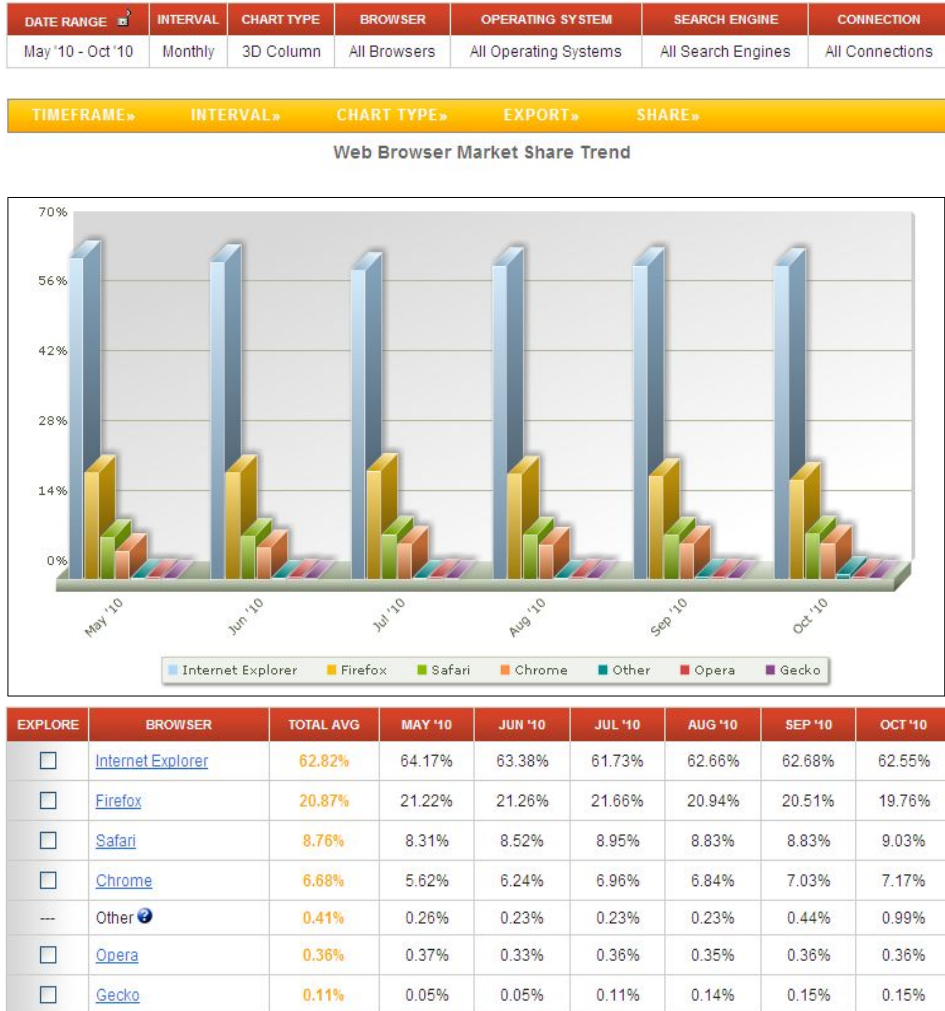 DATE RANGE INTERVAL CHART TYPE BROWSER OPERATING SYSTEM SEARCH ENGINE CONNECTION
May '10 - Oct '10 Monthly 3D Column All Browsers All Operating Systems All Search Engines All Connections
TIMEFRAME» INTERVAL» CHART TYPE» EXPORT» SHARE»
Web Browser Market Share Trend
70%
56%
42%
28%
14%
0%
May '10 Jun '10 Jul '10 Aug '10 Sep '10 Oct '10
Internet Explorer Firefox Safari Chrome Other Opera Gecko
EXPLORE BROWSER TOTAL AVG MAY '10 JUN '10 JUL '10 AUG '10 SEP '10 OCT '10
Internet Explorer 62.82% 64.17% 63.38% 61.73% 62.66% 62.68% 62.55%
Firefox 20.87% 21.22% 21.26% 21.66% 20.94% 20.51% 19.76%
Safari 8.76% 8.31% 8.52% 8.95% 8.83% 8.83% 9.03%
Chrome 6.68% 5.62% 6.24% 6.96% 6.84% 7.03% 7.17%
--- Other ? 0.41% 0.26% 0.23% 0.23% 0.23% 0.44% 0.99%
Opera 0.36% 0.37% 0.33% 0.36% 0.35% 0.36% 0.36%
Gecko 0.11% 0.05% 0.05% 0.11% 0.14% 0.15% 0.15%